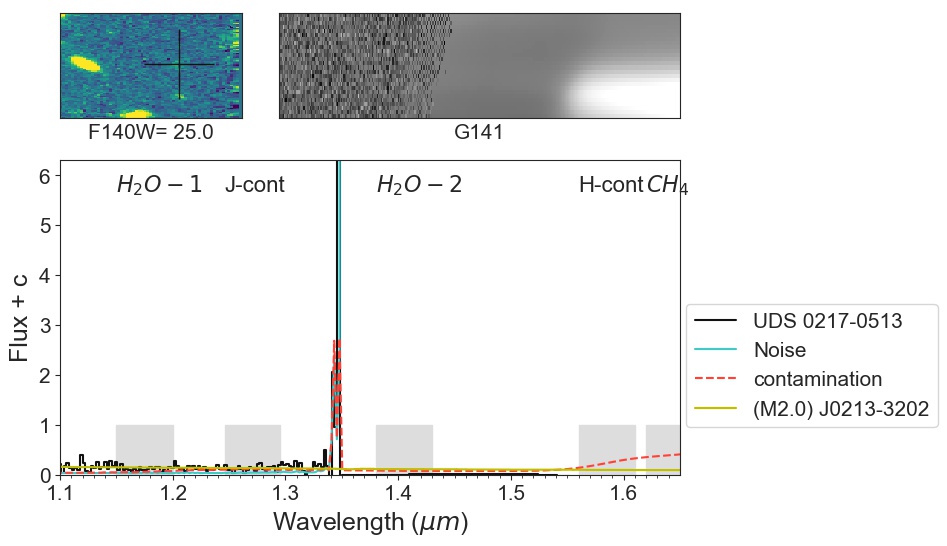 F140W= 25.0
G141
H₂O − 1
J-cont
H₂O − 2
H-cont
CH₄
Flux + c
6
5
4
3
2
1
0
1.1
1.2
1.3
1.4
1.5
1.6
Wavelength (μm)
UDS 0217-0513
Noise
contamination
(M2.0) J0213-3202